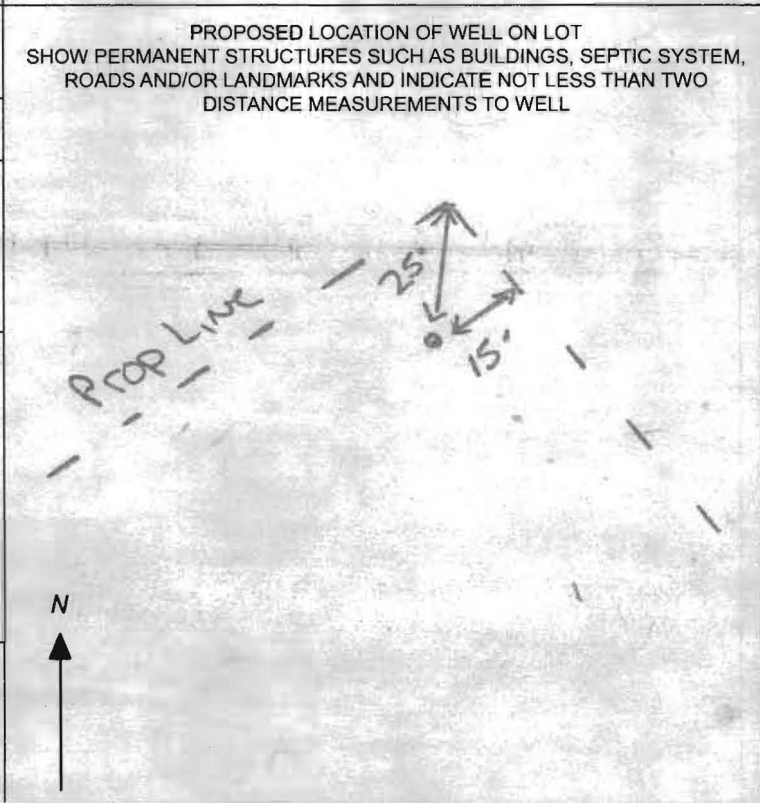 PROPOSED LOCATION OF WELL ON LOT
SHOW PERMANENT STRUCTURES SUCH AS BUILDINGS, SEPTIC SYSTEM,
ROADS AND/OR LANDMARKS AND INDICATE NOT LESS THAN TWO
DISTANCE MEASUREMENTS TO WELL
25'
15'
PROP LINE
N